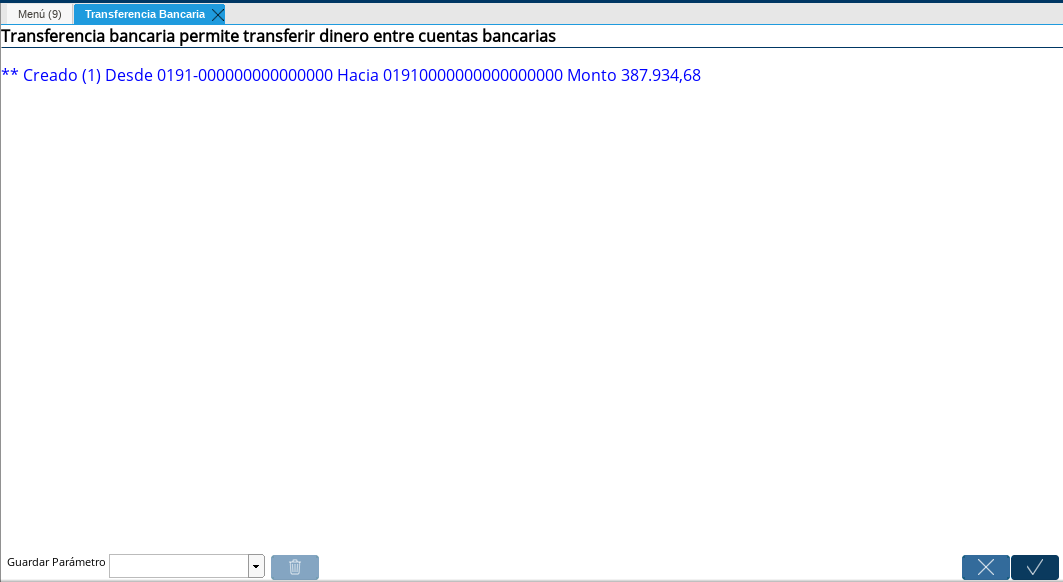 Menú (9) Transferencia Bancaria
Transferencia bancaria permite transferir dinero entre cuentas bancarias
** Creado (1) Desde 0191-000000000000000 Hacia 01910000000000000000 Monto 387.934,68
Guardar Parámetro